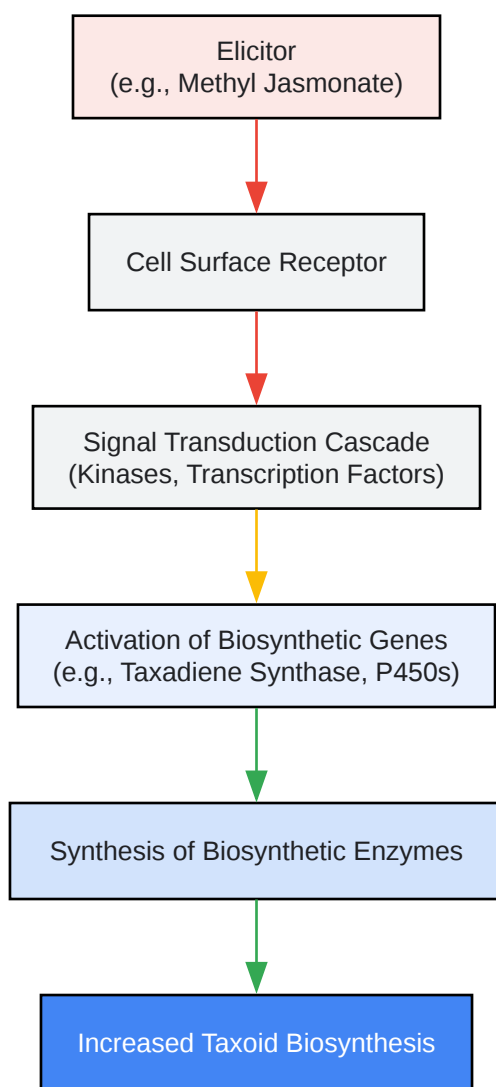 Elicitor
(e.g., Methyl Jasmonate)
Cell Surface Receptor
Signal Transduction Cascade
(Kinases, Transcription Factors)
Activation of Biosynthetic Genes
(e.g., Taxadiene Synthase, P450s)
Synthesis of Biosynthetic Enzymes
Increased Taxoid Biosynthesis